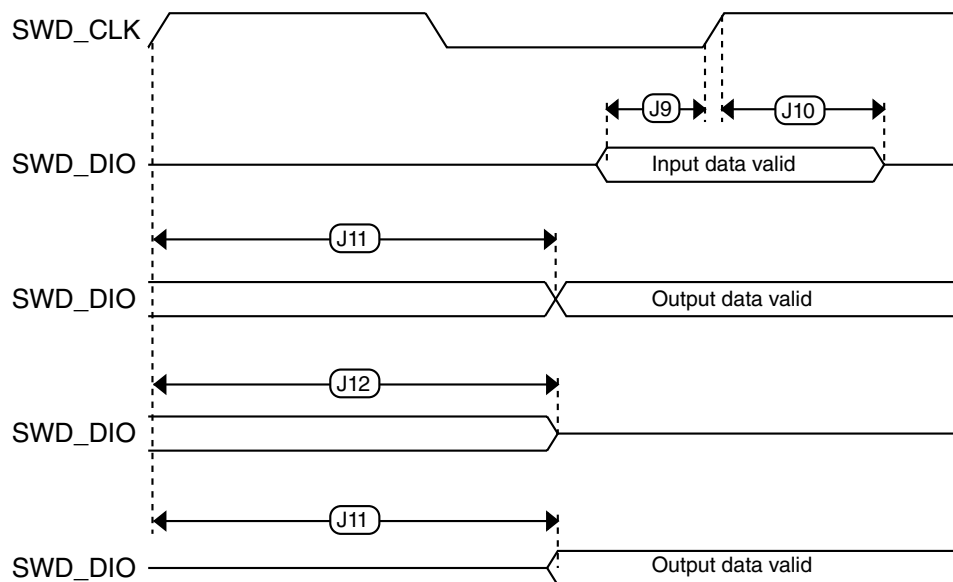 SWD_CLK
J9
J10
SWD_DIO
Input data valid
J11
SWD_DIO
Output data valid
J12
SWD_DIO
J11
SWD_DIO
Output data valid